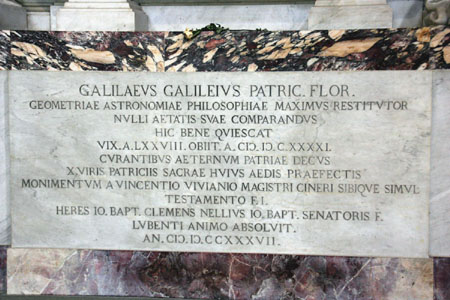 GALILAEVS GALILEIVS PATRIC. FLOR.
GEOMETRIAE ASTRONOMIAE PHILOSOPHIAE MAXIMVS RESTITVTOR
NVLLI AETATIS SVAE COMPARANDVS
HIC BENE QVIESCAT
VIX. A. LXXVIII. OBIIT. A. CIↃ. IↃ. C. XXXXI.
CVRANTIBVS AETERNVM PATRIAE DECVS
X. VIRIS PATRICIIS SACRAE HVIVS AEDIS PRAEFECTIS
MONIMENTVM A VINCENTIO VIVIANIO MAGISTRI CINERI SIBIQVE SIMVL
TESTAMENTO F. I.
HERES IO. BAPT. CLEMENS NELLIVS IO. BAPT. SENATORIS F.
LVBENTI ANIMO ABSOLVIT.
AN. CIↃ. IↃ. CCXXXVII.